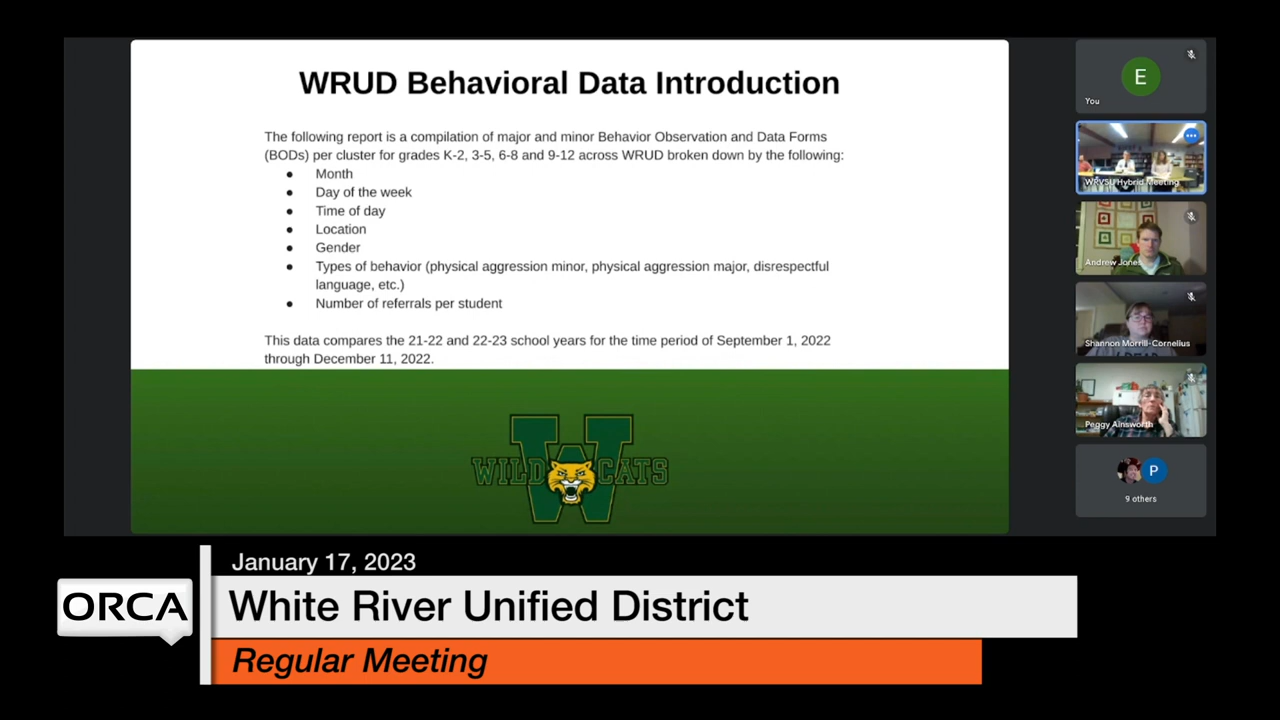 WRUD Behavioral Data Introduction
The following report is a compilation of major and minor Behavior Observation and Data Forms
(BODs) per cluster for grades K-2, 3-5, 6-8 and 9-12 across WRUD broken down by the following:
● Month
● Day of the week
● Time of day
● Location
● Gender
● Types of behavior (physical aggression minor, physical aggression major, disrespectful
language, etc.)
● Number of referrals per student
This data compares the 21-22 and 22-23 school years for the time period of September 1, 2022
through December 11, 2022.
W
WILDCATS
E
You
WRVSU Hybrid Meeting
Andrew Jones
Shannon Morrill-Cornelius
Peggy Ainsworth
P
9 others
January 17, 2023
ORCA
White River Unified District
Regular Meeting